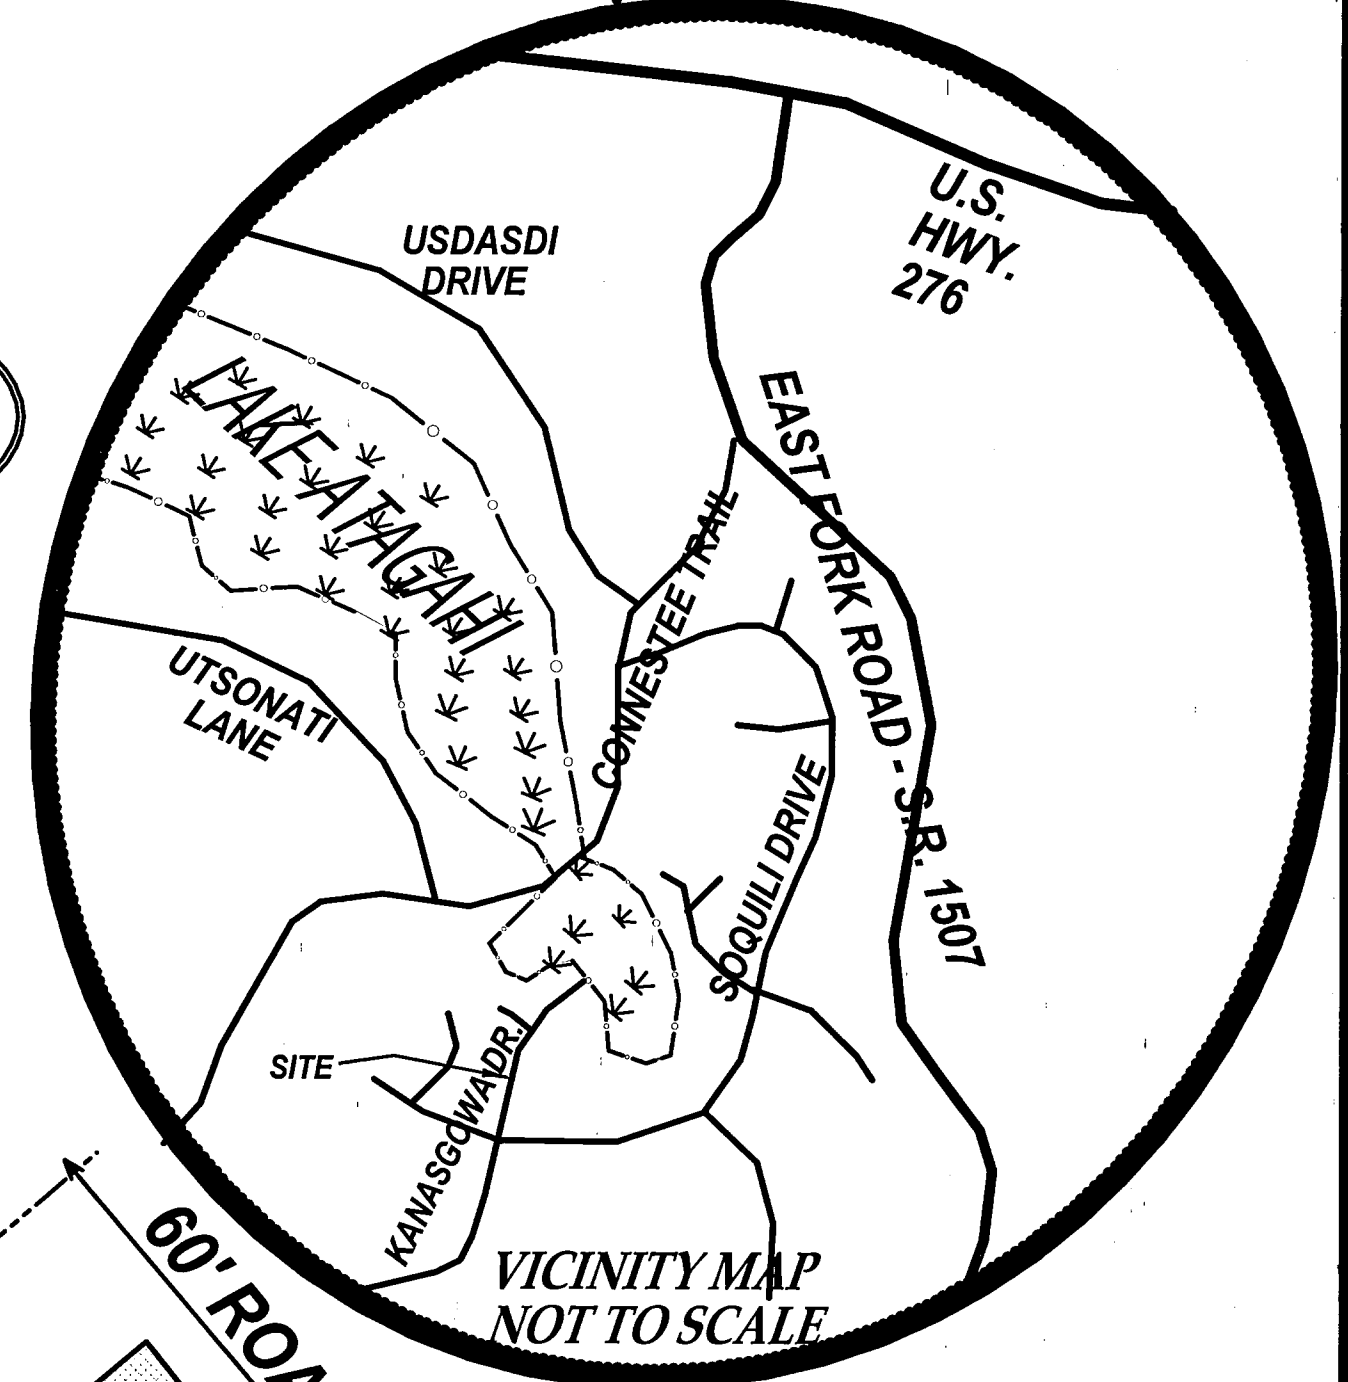 U.S.
HWY.
276
USDASDI
DRIVE
LAKE ATAGAHI
EAST FORK ROAD - S.R. 1507
CONNESTEE TRAIL
UTSONATI
LANE
SOQUILI DRIVE
SITE
KANASGOWA DR.
VICINITY MAP
NOT TO SCALE
60' ROA